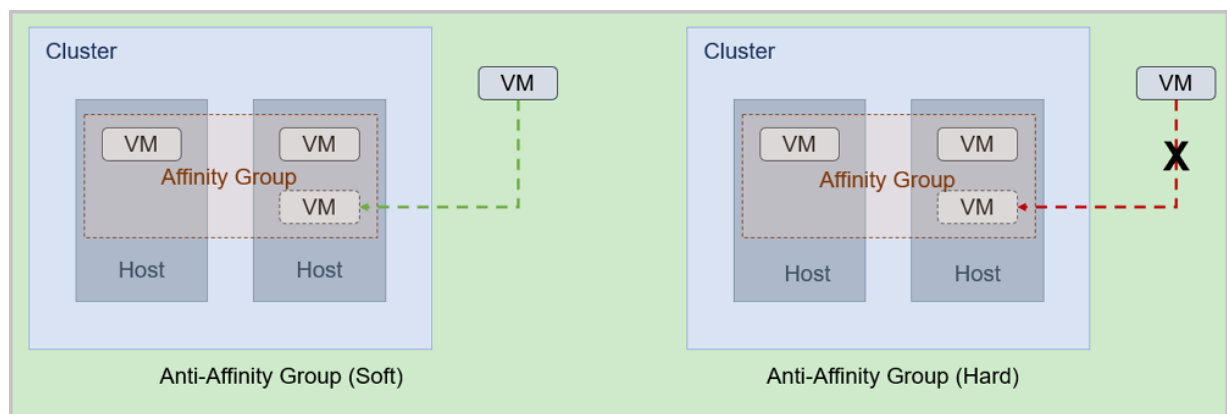 Cluster
VM
VM
VM
Affinity Group
VM
Host
Host
Anti-Affinity Group (Soft)
Cluster
VM
VM
VM
X
Affinity Group
VM
Host
Host
Anti-Affinity Group (Hard)